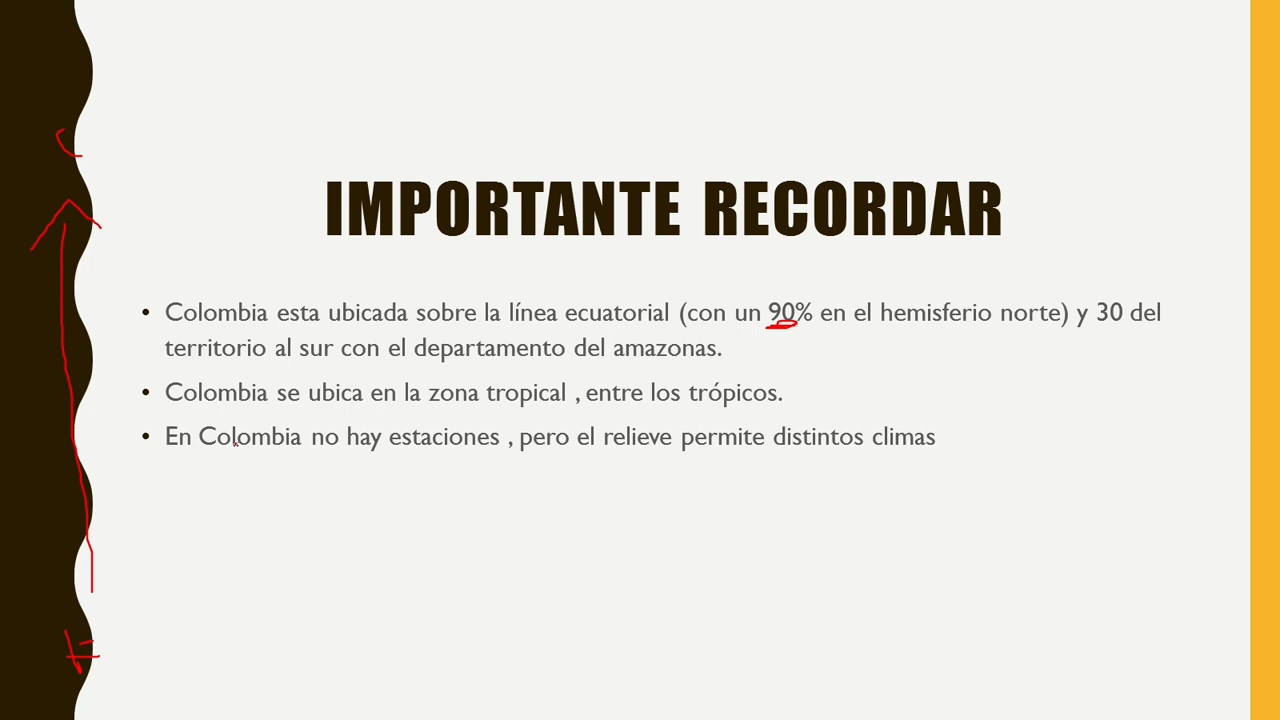 IMPORTANTE RECORDAR
• Colombia esta ubicada sobre la línea ecuatorial (con un 90% en el hemisferio norte) y 30 del
territorio al sur con el departamento del amazonas.
• Colombia se ubica en la zona tropical , entre los trópicos.
• En Colombia no hay estaciones , pero el relieve permite distintos climas